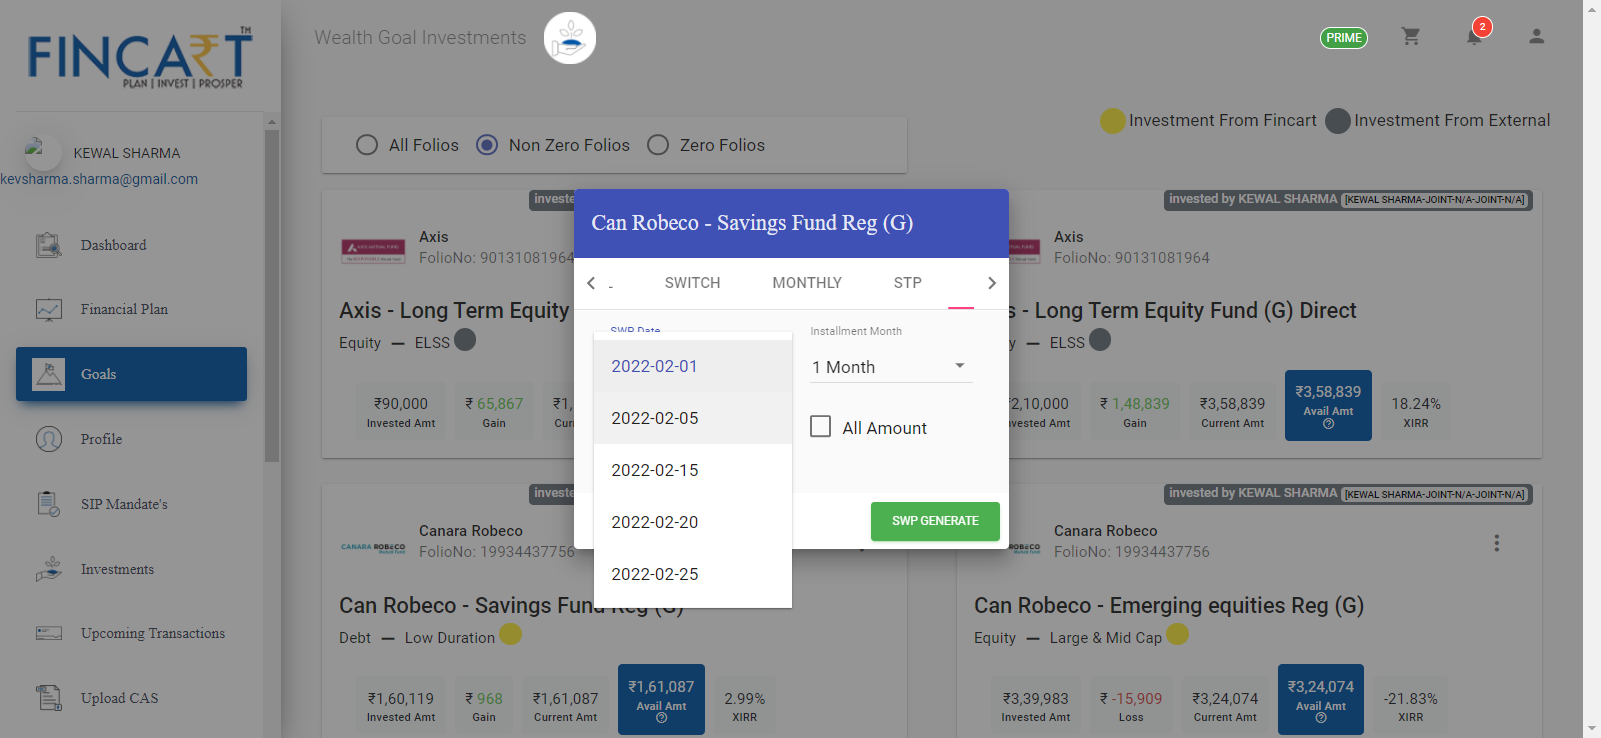 FINCART TM
PLAN | INVEST | PROSPER
KEWAL SHARMA
kevsharma.sharma@gmail.com
Dashboard
Financial Plan
Goals
Profile
SIP Mandate's
Investments
Upcoming Transactions
Upload CAS
Wealth Goal Investments
PRIME
2
All Folios
Non Zero Folios
Zero Folios
Investment From Fincart
Investment From External
Axis
FolioNo: 90131081964
Axis - Long Term Equity
Equity — ELSS
₹90,000
Invested Amt
₹ 65,867
Gain
invested by KEWAL SHARMA [KEWAL SHARMA-JOINT-N/A-JOINT-N/A]
Axis
FolioNo: 90131081964
- Long Term Equity Fund (G) Direct
— ELSS
₹ 1,48,839
Gain
₹3,58,839
Current Amt
₹3,58,839
Avail Amt
18.24%
XIRR
Can Robeco - Savings Fund Reg (G)
SWITCH
MONTHLY
STP
SWP Date
2022-02-01
2022-02-05
2022-02-15
2022-02-20
2022-02-25
Installment Month
1 Month
All Amount
SWP GENERATE
CANARA ROBECO
Mutual Fund
Canara Robeco
FolioNo: 19934437756
Can Robeco - Savings Fund Reg (G)
Debt — Low Duration
₹1,60,119
Invested Amt
₹ 968
Gain
₹1,61,087
Current Amt
₹1,61,087
Avail Amt
2.99%
XIRR
invested by KEWAL SHARMA [KEWAL SHARMA-JOINT-N/A-JOINT-N/A]
Canara Robeco
FolioNo: 19934437756
Can Robeco - Emerging equities Reg (G)
Equity — Large & Mid Cap
₹3,39,983
Invested Amt
₹ -15,909
Loss
₹3,24,074
Current Amt
₹3,24,074
Avail Amt
-21.83%
XIRR